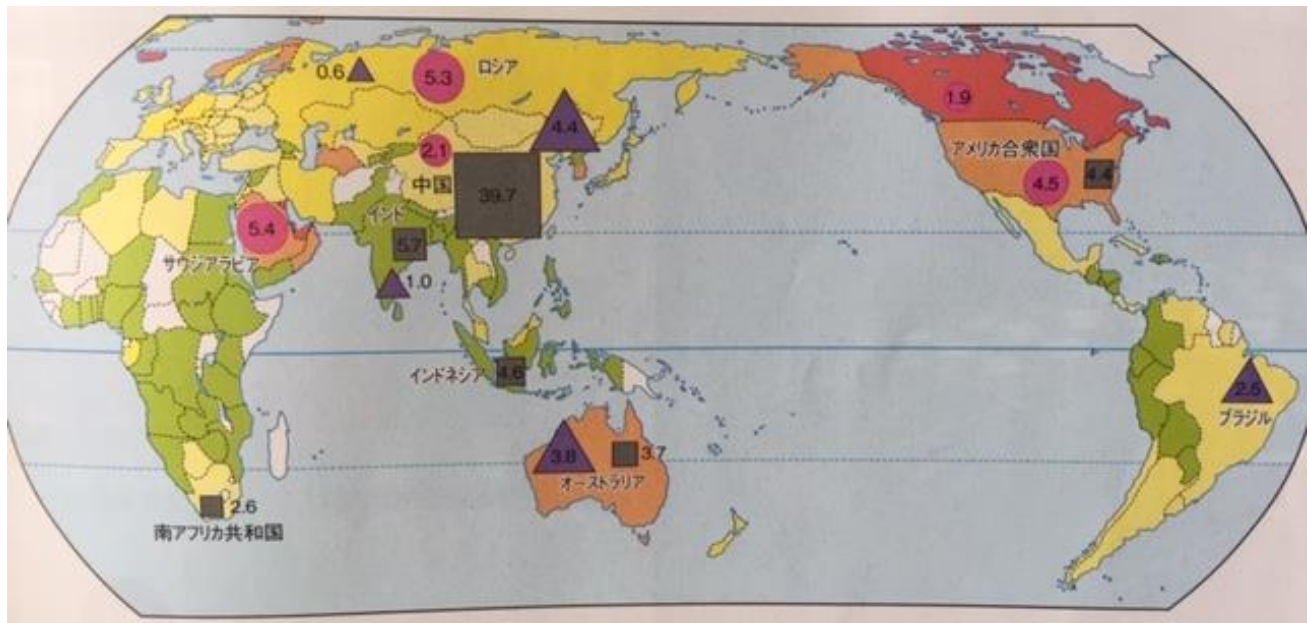 0.6
5.3
ロシア
4.4
1.9
2.1
アメリカ合衆国
中国
39.7
4.5
4.4
インド
5.4
5.7
サウジアラビア
1.0
インドネシア
4.6
2.5
ブラジル
3.8
3.7
オーストラリア
2.6
南アフリカ共和国